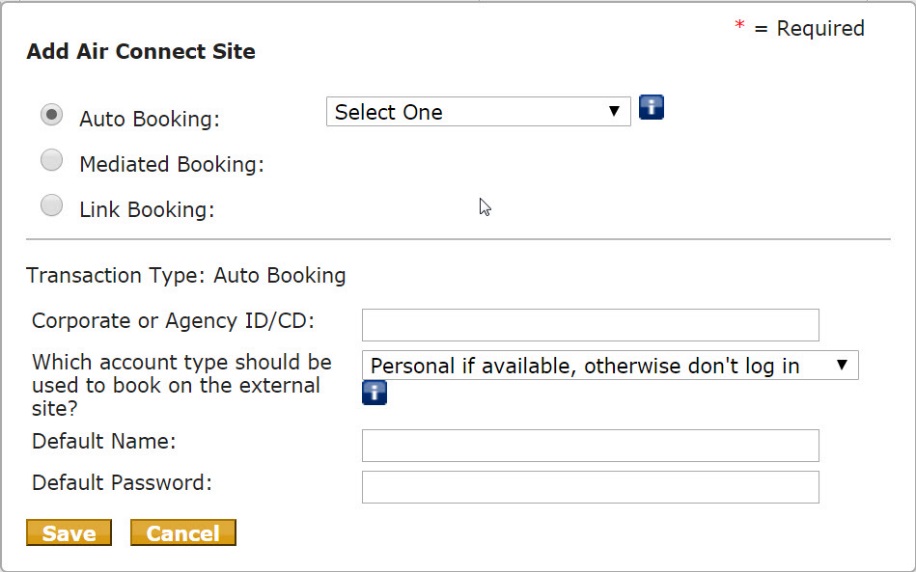 * = Required
Add Air Connect Site
Auto Booking: Select One
Mediated Booking:
Link Booking:
Transaction Type: Auto Booking
Corporate or Agency ID/CD:
Which account type should be Personal if available, otherwise don't log in
used to book on the external
site?
Default Name:
Default Password:
Save Cancel